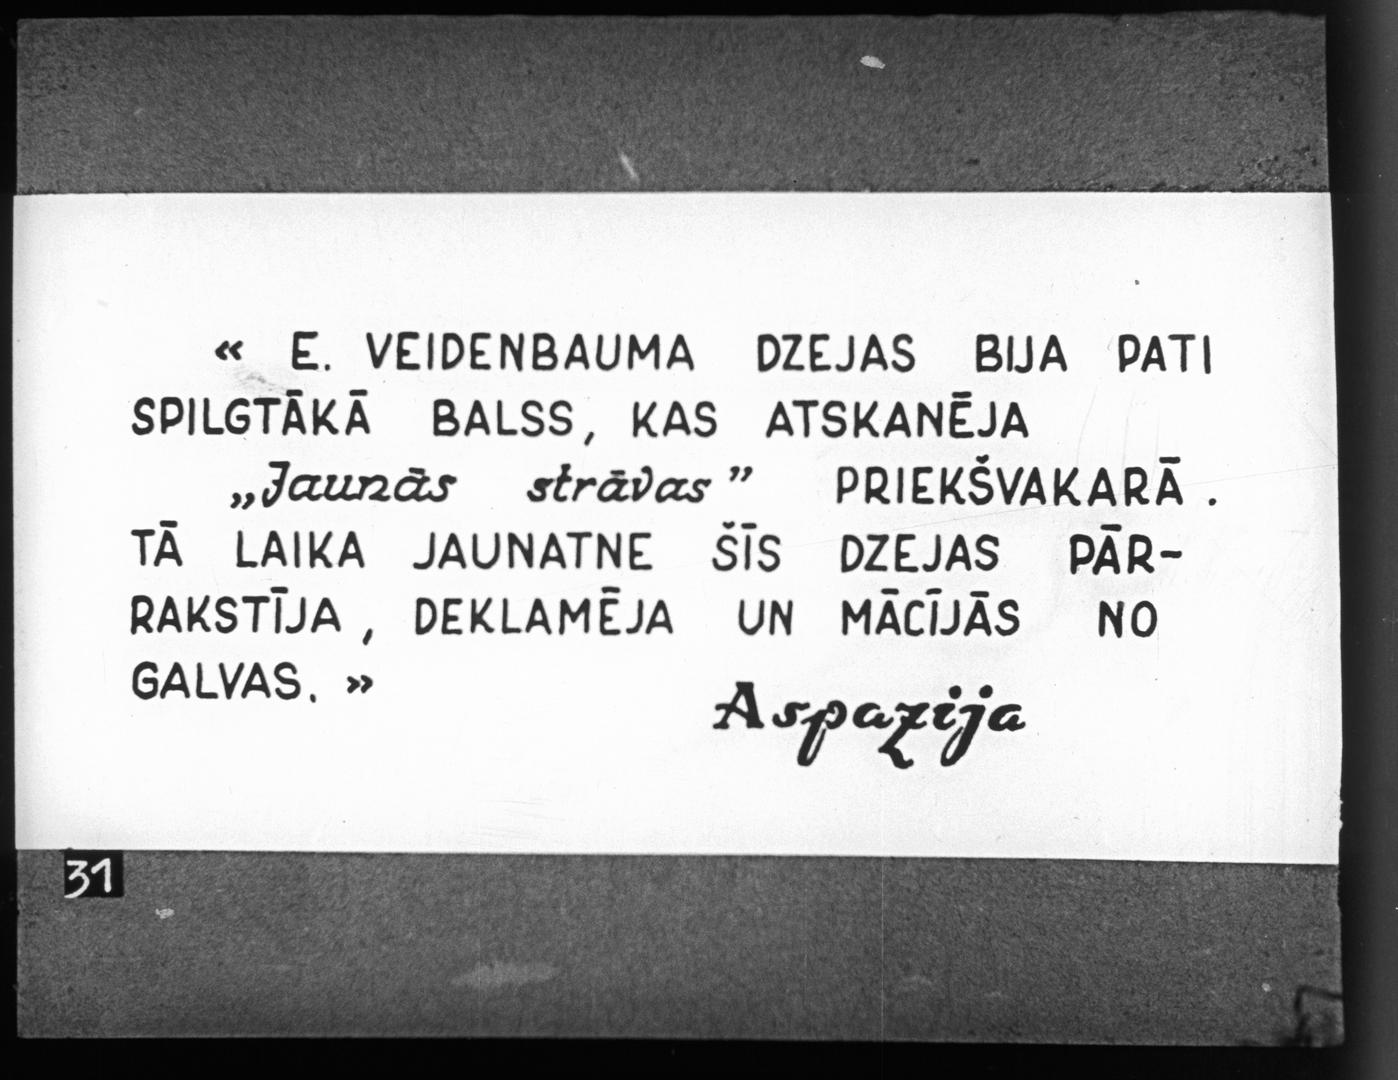 « E. VEIDENBAUMA DZEJAS BIJA PATI
SPILGTĀKĀ BALSS, KAS ATSKANĒJA
„Jaunās strāvas” PRIEKŠVAKARĀ.
TĀ LAIKA JAUNATNE ŠĪS DZEJAS PĀR-
RAKSTĪJA, DEKLAMĒJA UN MĀCĪJĀS NO
GALVAS. »
Aspazija
31